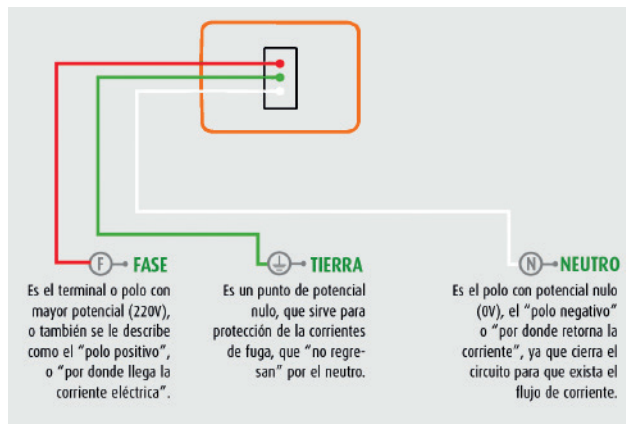 F FASE
Es el terminal o polo con
mayor potencial (220V),
o también se le describe
como el “polo positivo”,
o “por donde llega la
corriente eléctrica”.
TIERRA
Es un punto de potencial
nulo, que sirve para
protección de la corrientes
de fuga, que “no regre-
san” por el neutro.
N NEUTRO
Es el polo con potencial nulo
(0V), el “polo negativo”
o “por donde retorna la
corriente”, ya que cierra el
circuito para que exista el
flujo de corriente.